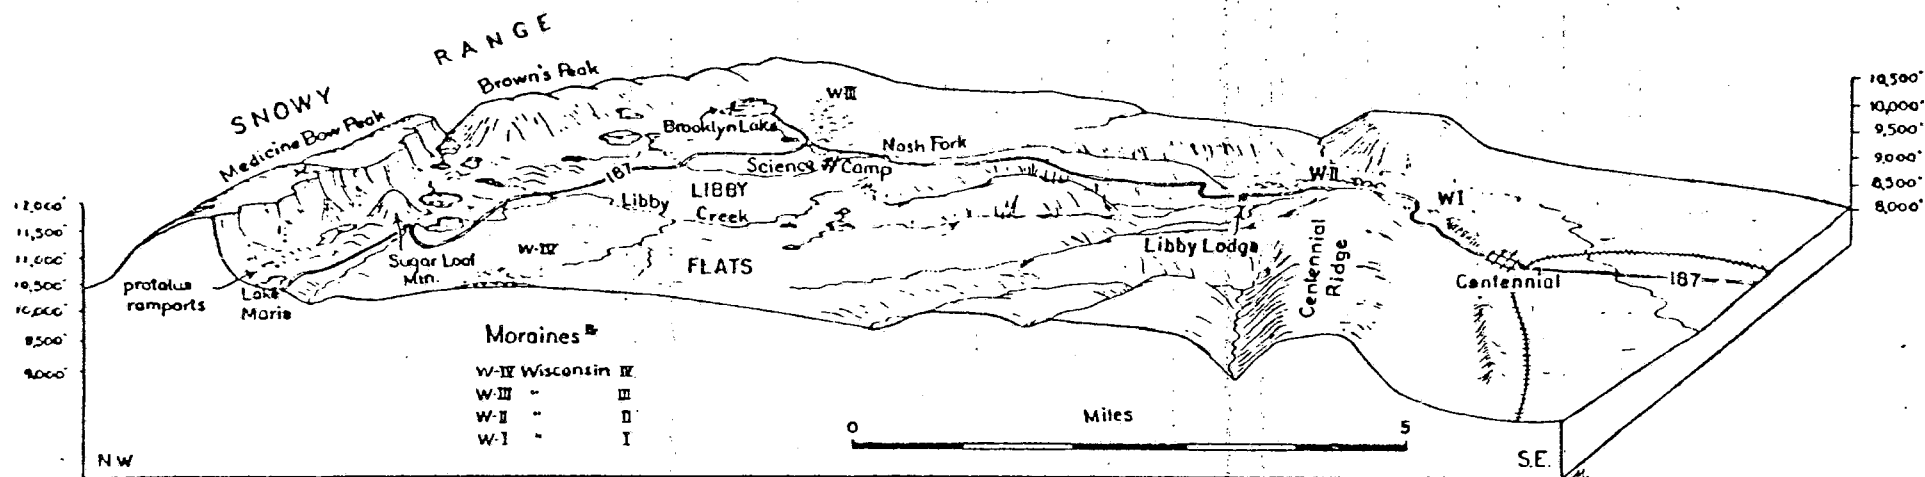 SNOWY RANGE
Medicine Bow Peak
Brown's Peak
Brooklyn Lake
W-III
Nash Fork
Science Camp
187
LIBBY
FLATS
Libby Creek
W-IV
W-II
W-I
Libby Lodge
Centennial
Ridge
Centennial
187
Sugar Loaf
Mtn.
protalus
ramparts
Lake
Marie
12,000'
11,500'
11,000'
10,500'
10,000'
9,500'
9,000'
10,500'
10,000'
9,500'
9,000'
8,500'
8,000'
Moraines
W-IV Wisconsin IV
W-III " III
W-II " II
W-I " I
Miles
0 5
NW
S.E.